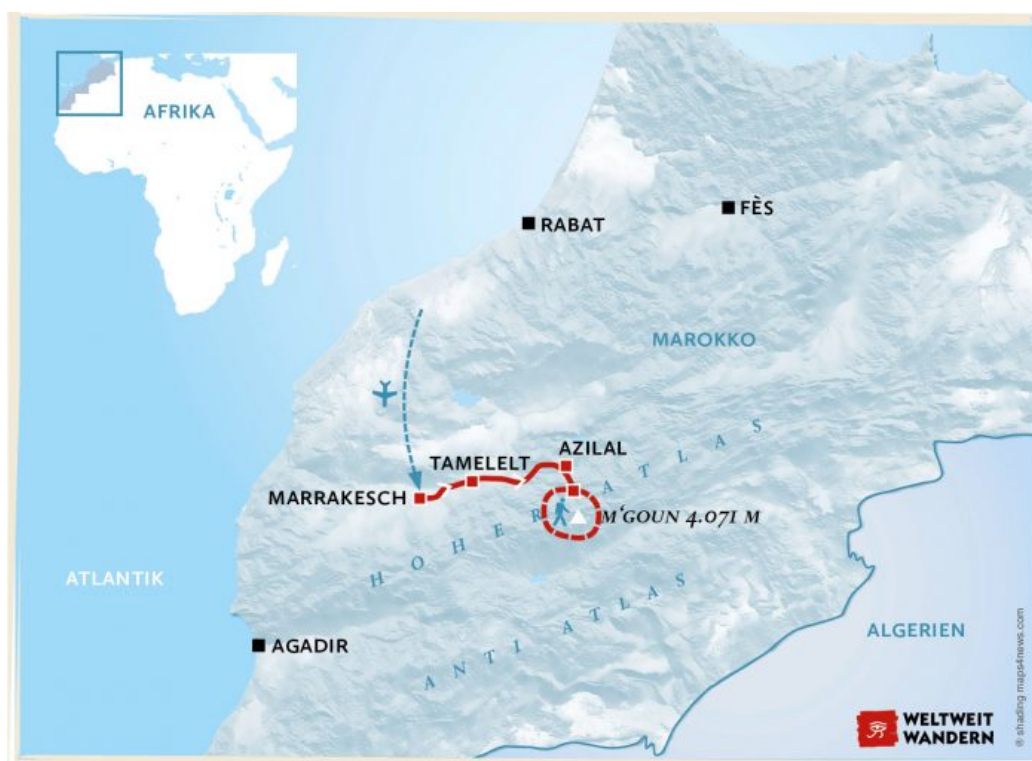 AFRIKA
RABAT
FÈS
MAROKKO
AZILAL
TAMELELT
MARRAKESCH
M‘GOUN 4.071 M
HOHER ATLAS
ATLANTIK
ANTI ATLAS
AGADIR
ALGERIEN
WELTWEIT
WANDERN
® shading maps4news.com